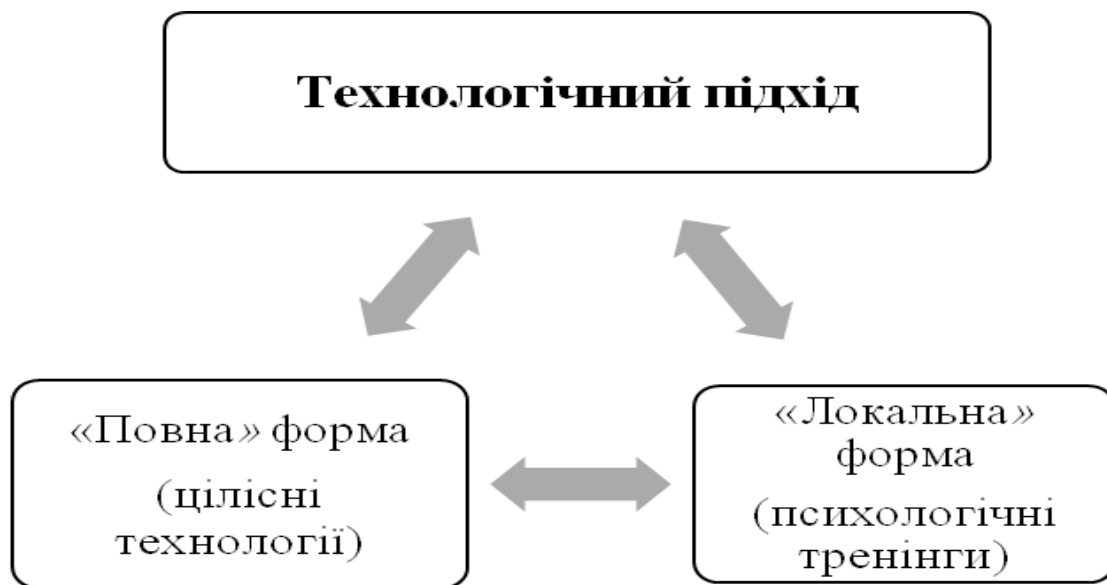 Технологічний підхід
«Повна» форма
(цілісні
технології)
«Локальна»
форма
(психологічні
тренінги)